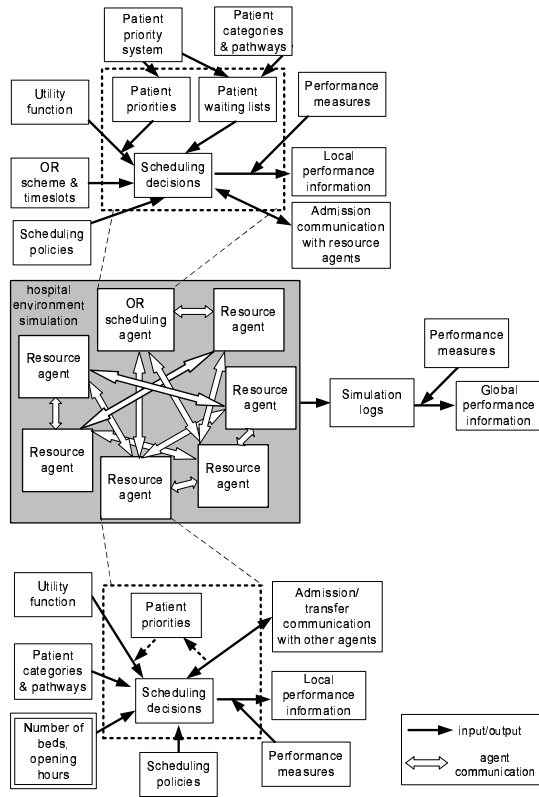 Patient
priority
system
Patient
categories
& pathways
Utility
function
Patient
priorities
Patient
waiting lists
Performance
measures
OR
scheme &
timeslots
Scheduling
decisions
Local
performance
information
Scheduling
policies
Admission
communication
with resource
agents
hospital
environment
simulation
OR
scheduling
agent
Resource
agent
Resource
agent
Resource
agent
Resource
agent
Resource
agent
Resource
agent
Performance
measures
Simulation
logs
Global
performance
information
Utility
function
Patient
priorities
Admission/
transfer
communication
with other agents
Patient
categories
& pathways
Scheduling
decisions
Local
performance
information
Number of
beds,
opening
hours
Scheduling
policies
Performance
measures
input/output
agent
communication